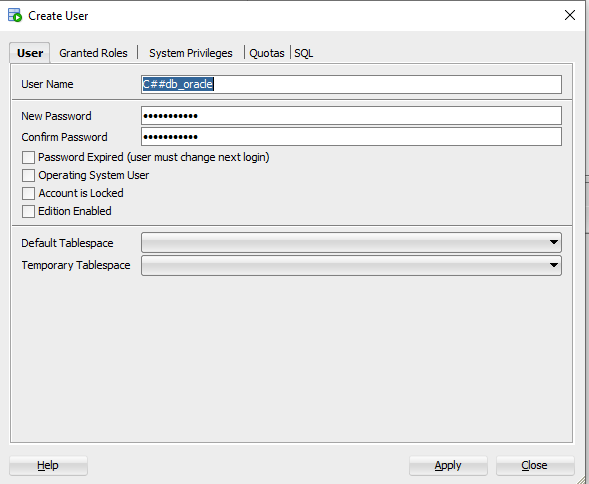 Create User
User Granted Roles System Privileges Quotas SQL
User Name C##db_oracle
New Password •••••••••••
Confirm Password •••••••••••
Password Expired (user must change next login)
Operating System User
Account is Locked
Edition Enabled
Default Tablespace
Temporary Tablespace
Help Apply Close